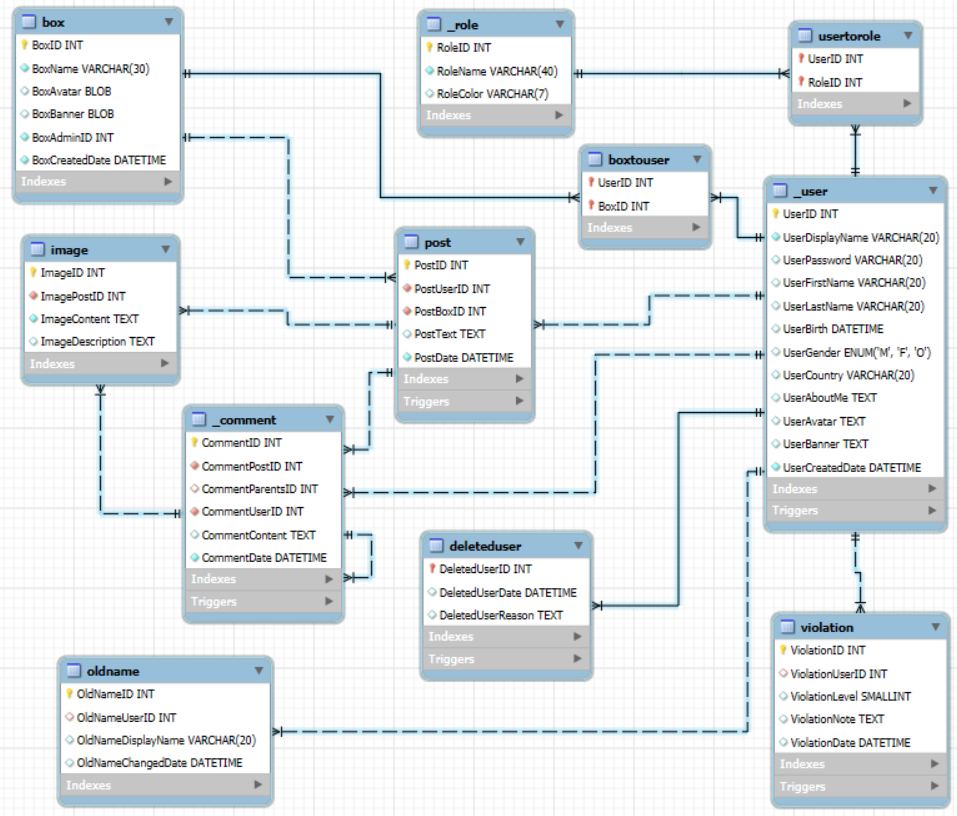 box
BoxID INT
BoxName VARCHAR(30)
BoxAvatar BLOB
BoxBanner BLOB
BoxAdminID INT
BoxCreatedDate DATETIME
Indexes
_role
RoleID INT
RoleName VARCHAR(40)
RoleColor VARCHAR(7)
Indexes
usertorole
UserID INT
RoleID INT
Indexes
boxtouser
UserID INT
BoxID INT
Indexes
_user
UserID INT
UserDisplayName VARCHAR(20)
UserPassword VARCHAR(20)
UserFirstName VARCHAR(20)
UserLastName VARCHAR(20)
UserBirth DATETIME
UserGender ENUM('M', 'F', 'O')
UserCountry VARCHAR(20)
UserAboutMe TEXT
UserAvatar TEXT
UserBanner TEXT
UserCreatedDate DATETIME
Indexes
Triggers
image
ImageID INT
ImagePostID INT
ImageContent TEXT
ImageDescription TEXT
Indexes
post
PostID INT
PostUserID INT
PostBoxID INT
PostText TEXT
PostDate DATETIME
Indexes
Triggers
_comment
CommentID INT
CommentPostID INT
CommentParentsID INT
CommentUserID INT
CommentContent TEXT
CommentDate DATETIME
Indexes
Triggers
deleteduser
DeletedUserID INT
DeletedUserDate DATETIME
DeletedUserReason TEXT
Indexes
Triggers
violation
ViolationID INT
ViolationUserID INT
ViolationLevel SMALLINT
ViolationNote TEXT
ViolationDate DATETIME
Indexes
Triggers
oldname
OldNameID INT
OldNameUserID INT
OldNameDisplayName VARCHAR(20)
OldNameChangedDate DATETIME
Indexes